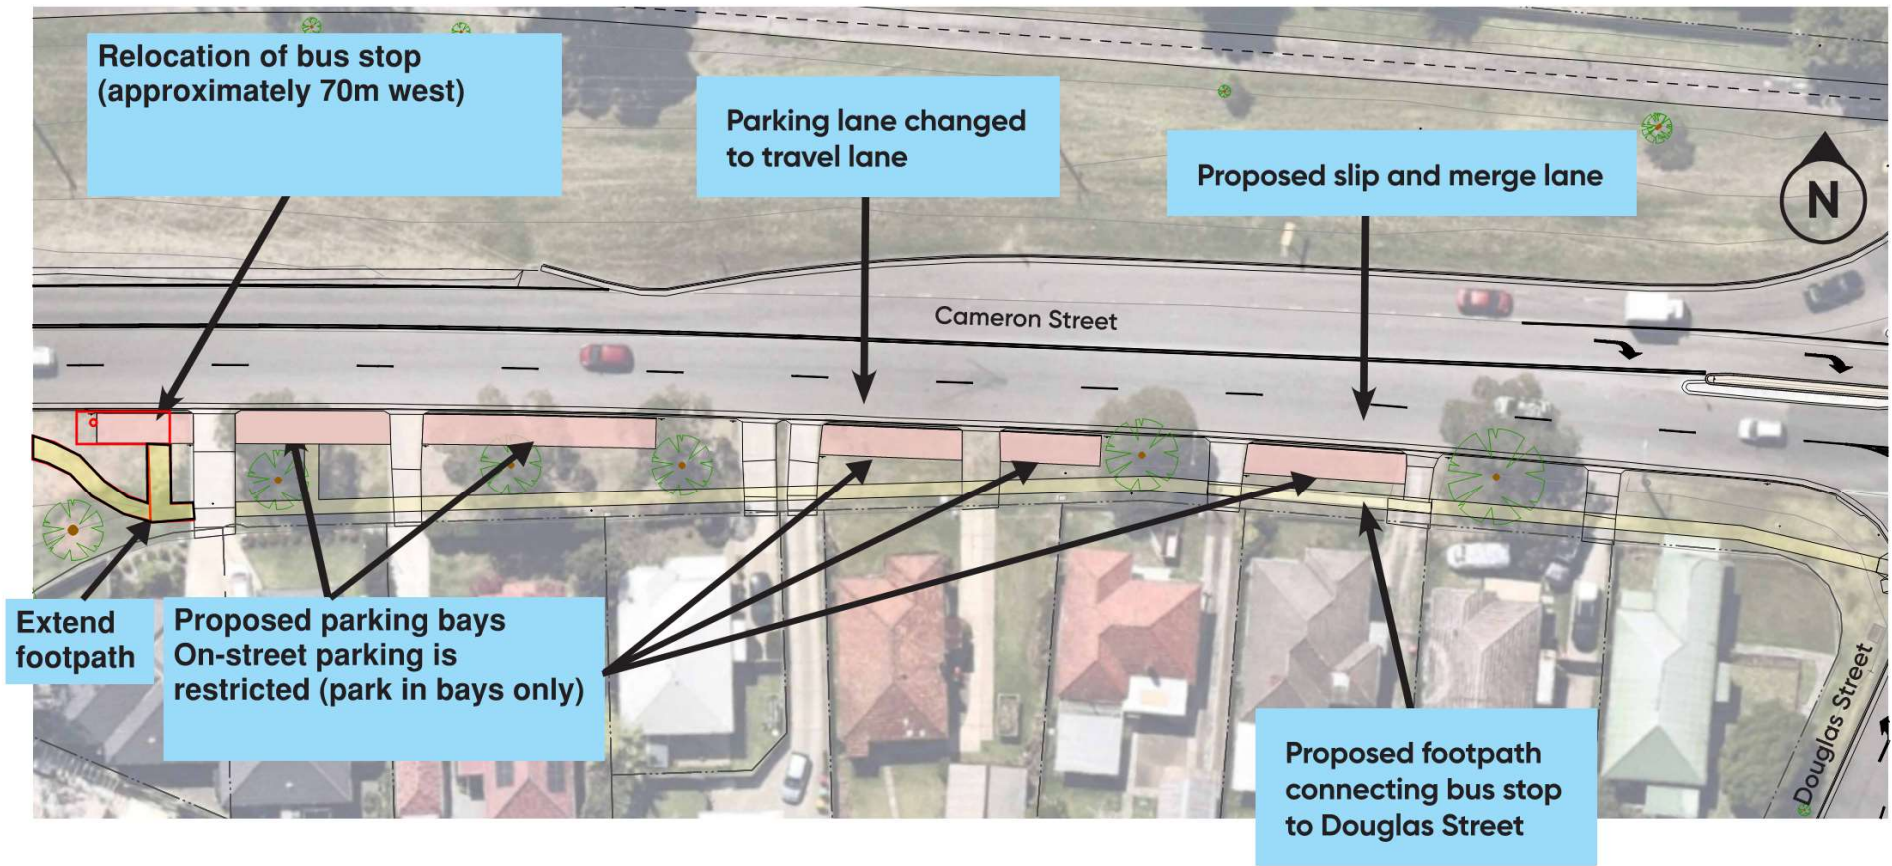 Relocation of bus stop
(approximately 70m west)
Parking lane changed
to travel lane
Proposed slip and merge lane
N
Cameron Street
Extend
footpath
Proposed parking bays
On-street parking is
restricted (park in bays only)
Proposed footpath
connecting bus stop
to Douglas Street
Douglas Street